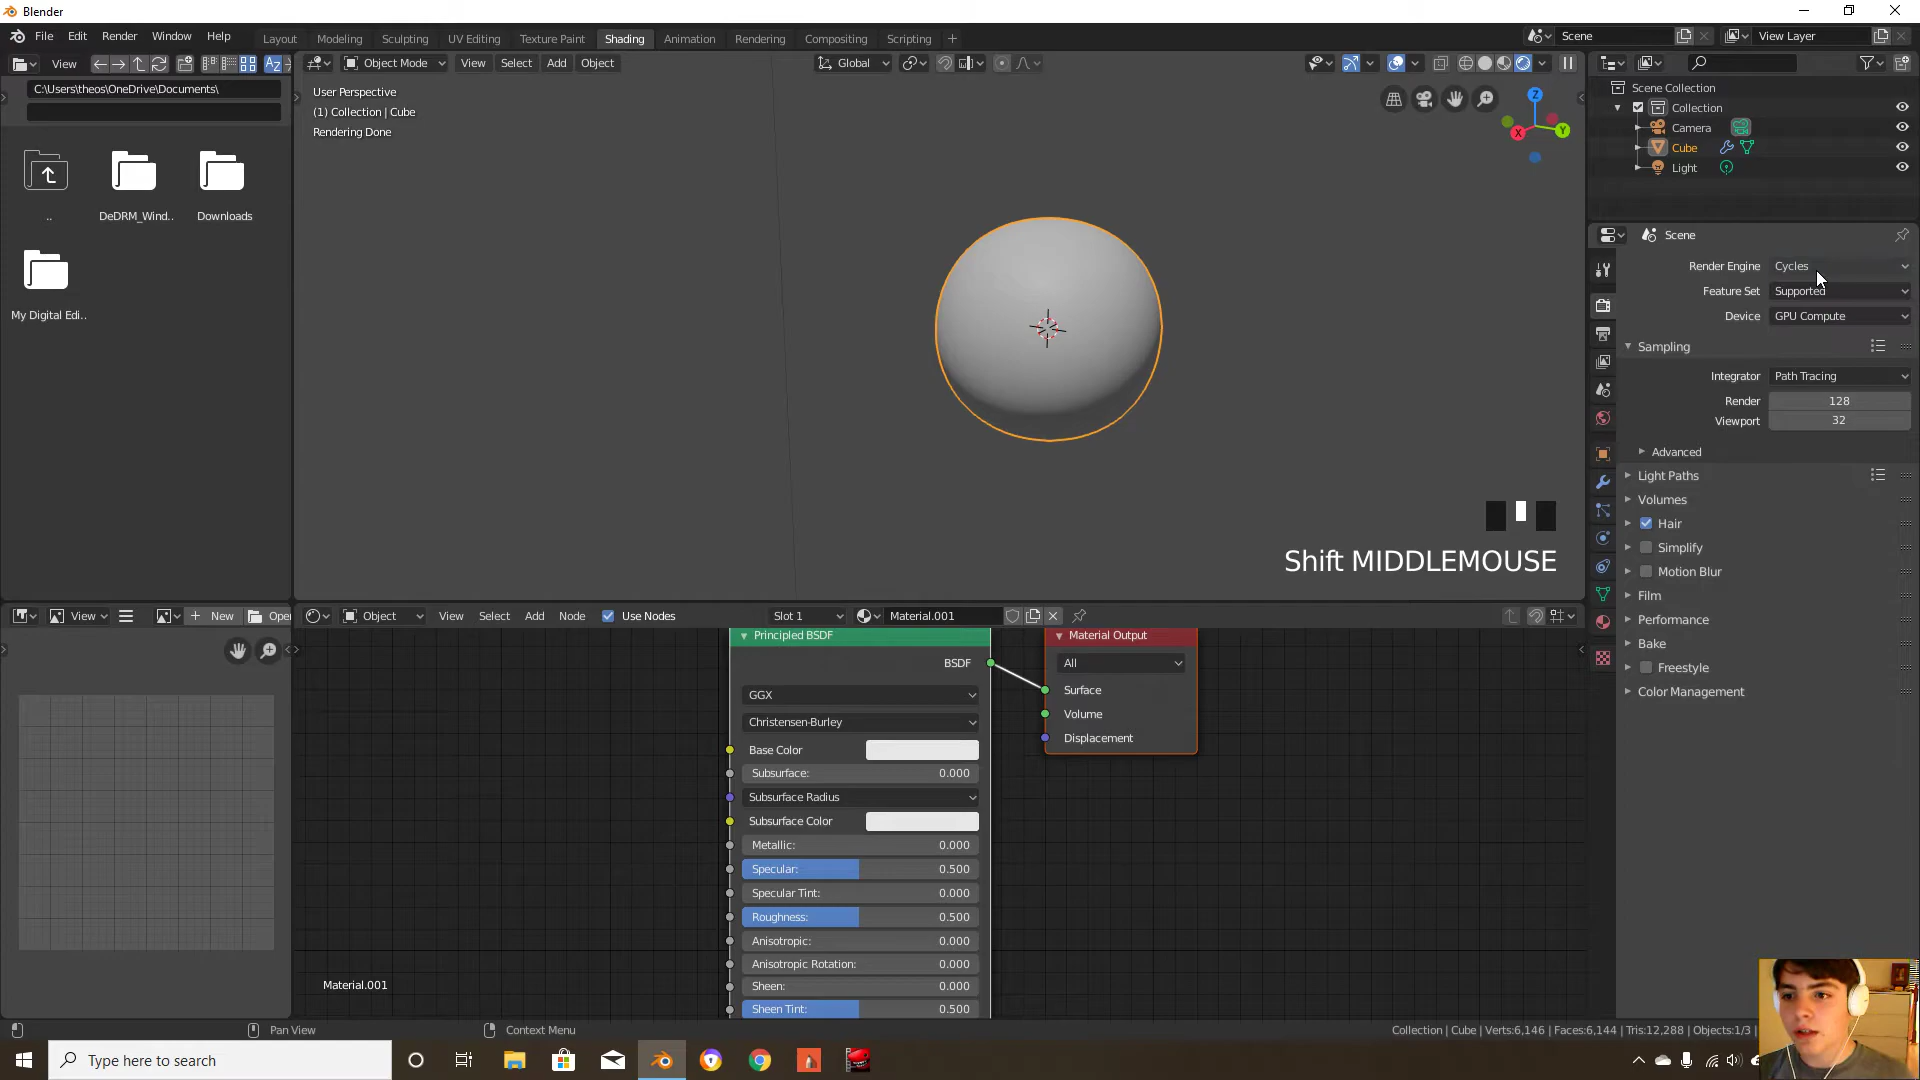 Blender
File Edit Render Window Help
Layout Modeling Sculpting UV Editing Texture Paint Shading Animation Rendering Compositing Scripting +
Scene
View Layer
View
C:\Users\theos\OneDrive\Documents\
..
DeDRM_Wind..
Downloads
My Digital Edi..
Object Mode View Select Add Object
Global
User Perspective
(1) Collection | Cube
Rendering Done
Z
X
Y
Shift MIDDLEMOUSE
Scene Collection
Collection
Camera
Cube
Light
Scene
Render Engine Cycles
Feature Set Supported
Device GPU Compute
Sampling
Integrator Path Tracing
Render 128
Viewport 32
Advanced
Light Paths
Volumes
Hair
Simplify
Motion Blur
Film
Performance
Bake
Freestyle
Color Management
View
+ New
Ope
Object View Select Add Node Use Nodes
Slot 1
Material.001
Principled BSDF
BSDF
GGX
Christensen-Burley
Base Color
Subsurface: 0.000
Subsurface Radius
Subsurface Color
Metallic: 0.000
Specular: 0.500
Specular Tint: 0.000
Roughness: 0.500
Anisotropic: 0.000
Anisotropic Rotation: 0.000
Sheen: 0.000
Sheen Tint: 0.500
Material Output
All
Surface
Volume
Displacement
Material.001
Pan View
Context Menu
Collection | Cube | Verts:6,146 | Faces:6,144 | Tris:12,288 | Objects:1/3
Type here to search